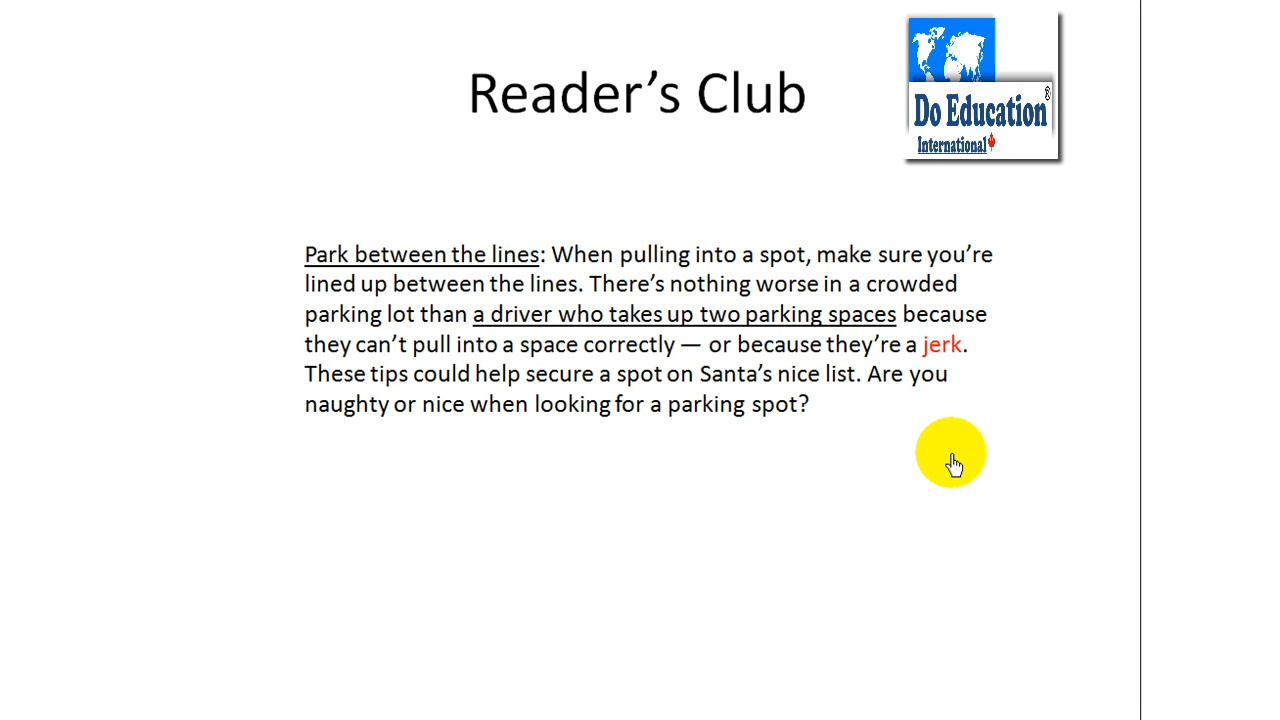 Reader’s Club
Do Education
International
Park between the lines: When pulling into a spot, make sure you’re
lined up between the lines. There’s nothing worse in a crowded
parking lot than a driver who takes up two parking spaces because
they can’t pull into a space correctly — or because they’re a jerk.
These tips could help secure a spot on Santa’s nice list. Are you
naughty or nice when looking for a parking spot?